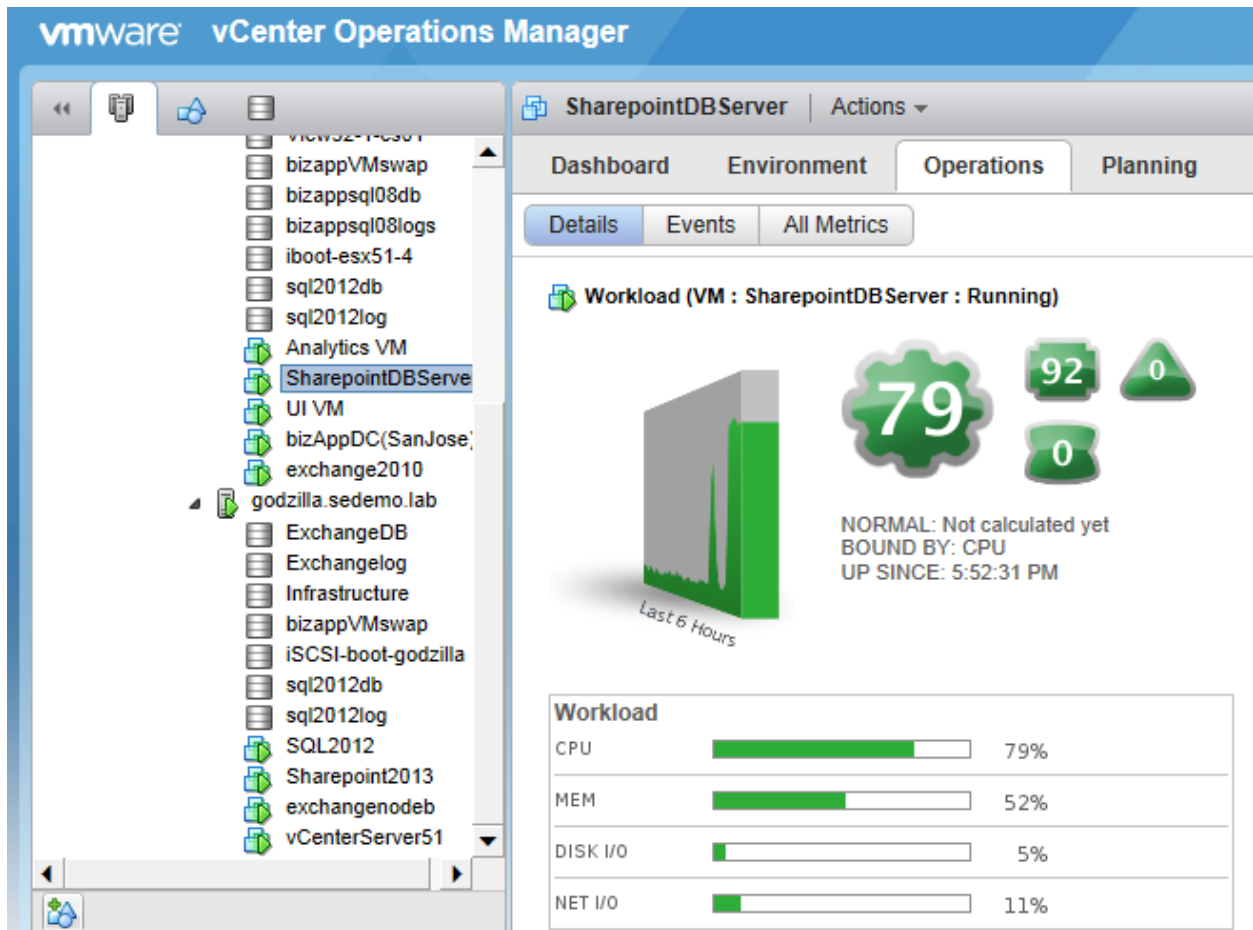 vmware vCenter Operations Manager
SharepointDBServer | Actions
Dashboard Environment Operations Planning
Details Events All Metrics
bizappVMswap
bizappsql08db
bizappsql08logs
iboot-esx51-4
sql2012db
sql2012log
Analytics VM
SharepointDBServe
UI VM
bizAppDC(SanJose)
exchange2010
godzilla.sedemo.lab
ExchangeDB
Exchangelog
Infrastructure
bizappVMswap
iSCSI-boot-godzilla
sql2012db
sql2012log
SQL2012
Sharepoint2013
exchangenodeb
vCenterServer51
Workload (VM : SharepointDBServer : Running)
79
92
0
0
NORMAL: Not calculated yet
BOUND BY: CPU
UP SINCE: 5:52:31 PM
Last 6 Hours
Workload
CPU 79%
MEM 52%
DISK I/O 5%
NET I/O 11%